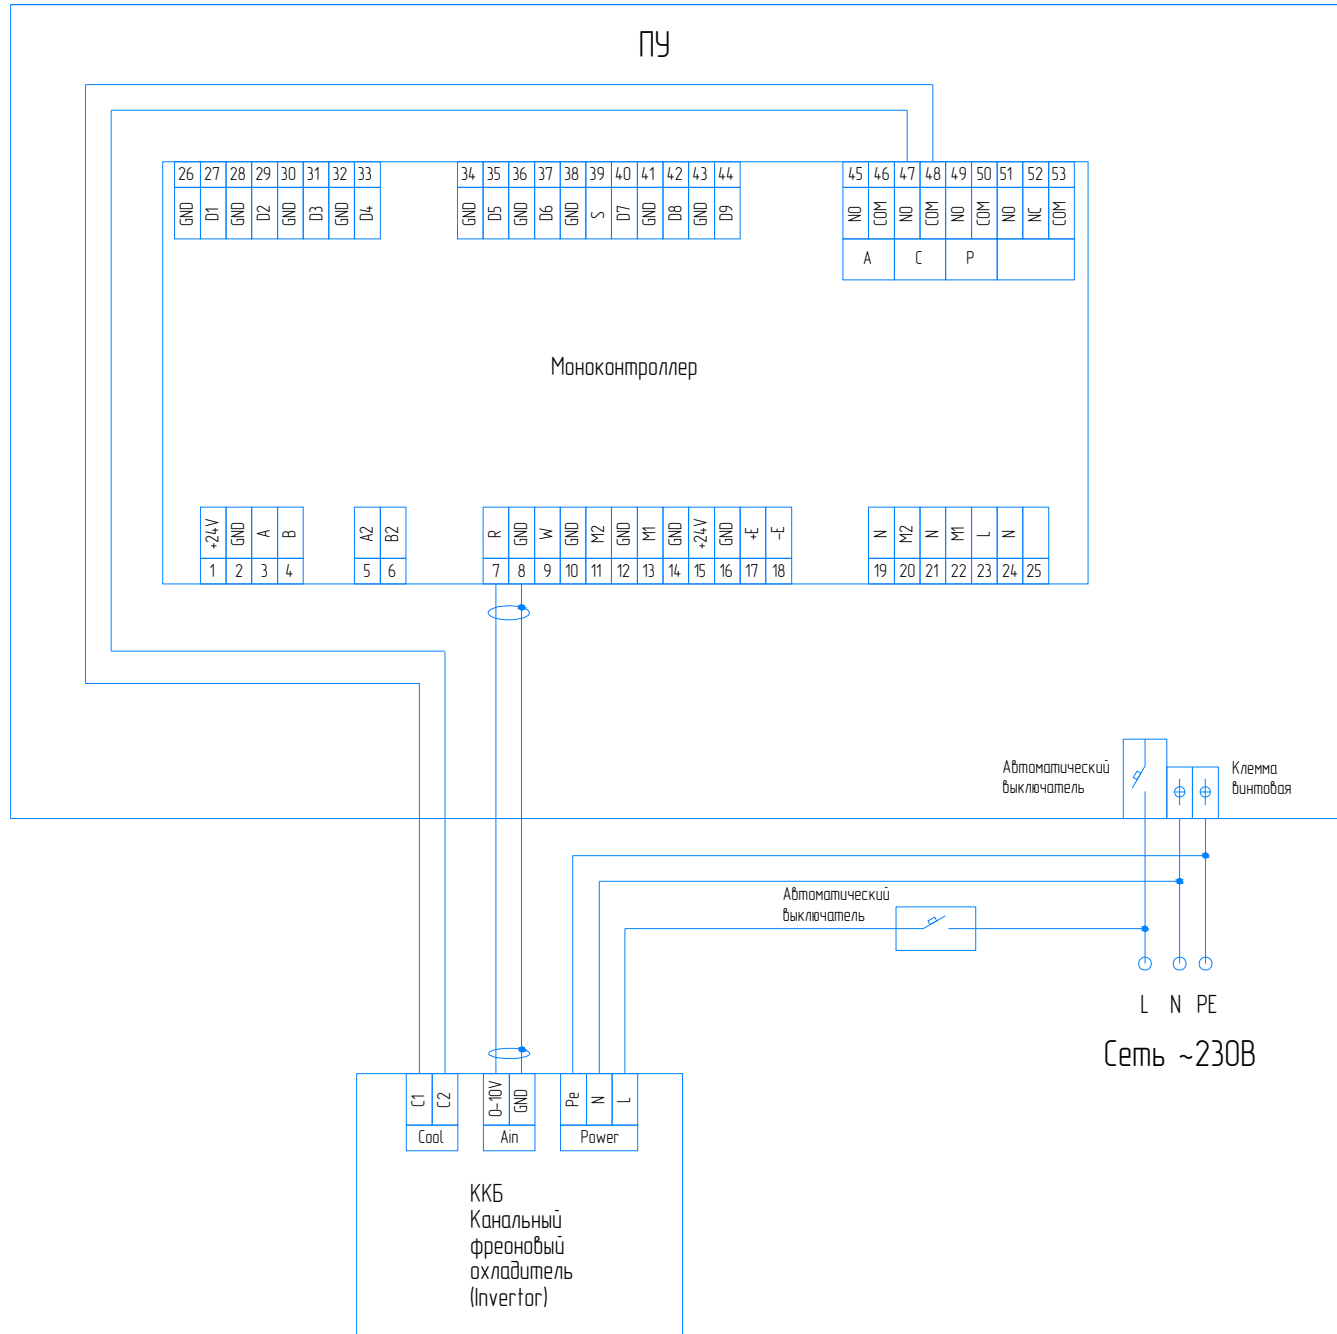 ПУ
26 27 28 29 30 31 32 33
GND D1 GND D2 GND D3 GND D4
34 35 36 37 38 39 40 41 42 43 44
GND D5 GND D6 GND S D7 GND D8 GND D9
45 46 47 48 49 50 51 52 53
NO COM NO COM NO COM NO NC COM
A C P
Моноконтроллер
+24V GND A B
1 2 3 4
A2 B2
5 6
R GND W GND M2 GND M1 GND +24V GND +E -E
7 8 9 10 11 12 13 14 15 16 17 18
N M2 N M1 L N
19 20 21 22 23 24 25
Автоматический
выключатель
Клемма
винтовая
Автоматический
выключатель
L N PE
Сеть ~230В
C1 C2
Cool
0-10V GND
Ain
Pe N L
Power
ККБ
Канальный
фреоновый
охладитель
(Invertor)